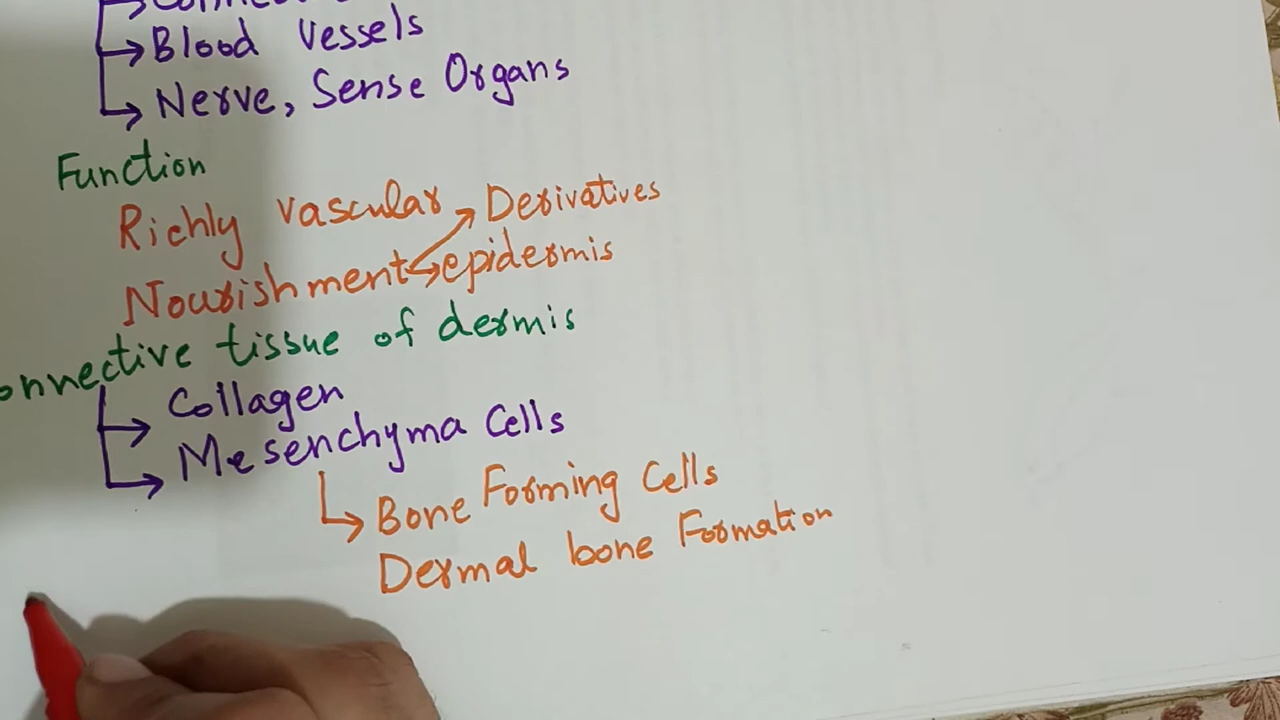 Blood Vessels
Nerve, Sense Organs
Function
Richly vascular
Derivatives
Nourishment
epidermis
onnective tissue of dermis
Collagen
Mesenchyma Cells
Bone Forming Cells
Dermal bone Formation